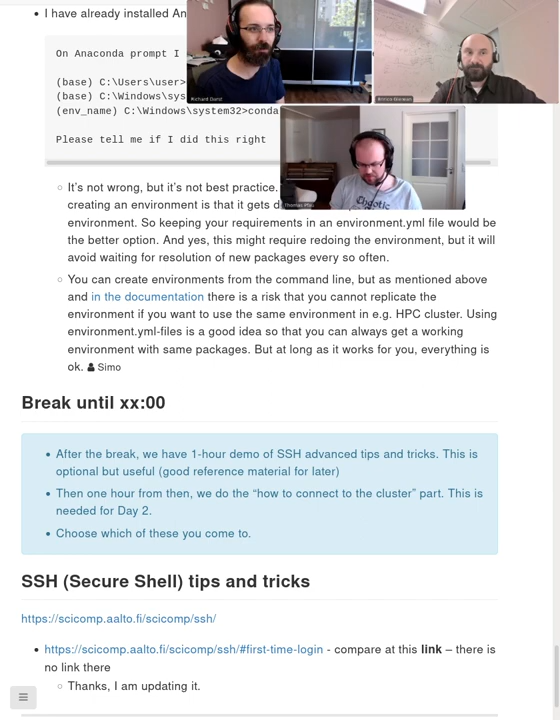 I have already installed An
On Anaconda prompt I
(base) C:\Users\user>
(base) C:\Windows\sys
(env_name) C:\Windows\system32>conda
Please tell me if I did this right
It's not wrong, but it's not best practice.
creating an environment is that it gets d
environment. So keeping your requirements in an environment.yml file would be
the better option. And yes, this might require redoing the environment, but it will
avoid waiting for resolution of new packages every so often.
You can create environments from the command line, but as mentioned above
and in the documentation there is a risk that you cannot replicate the
environment if you want to use the same environment in e.g. HPC cluster. Using
environment.yml-files is a good idea so that you can always get a working
environment with same packages. But at long as it works for you, everything is
ok. Simo
Break until xx:00
After the break, we have 1-hour demo of SSH advanced tips and tricks. This is
optional but useful (good reference material for later)
Then one hour from then, we do the “how to connect to the cluster” part. This is
needed for Day 2.
Choose which of these you come to.
SSH (Secure Shell) tips and tricks
https://scicomp.aalto.fi/scicomp/ssh/
https://scicomp.aalto.fi/scicomp/ssh/#first-time-login - compare at this link – there is
no link there
Thanks, I am updating it.